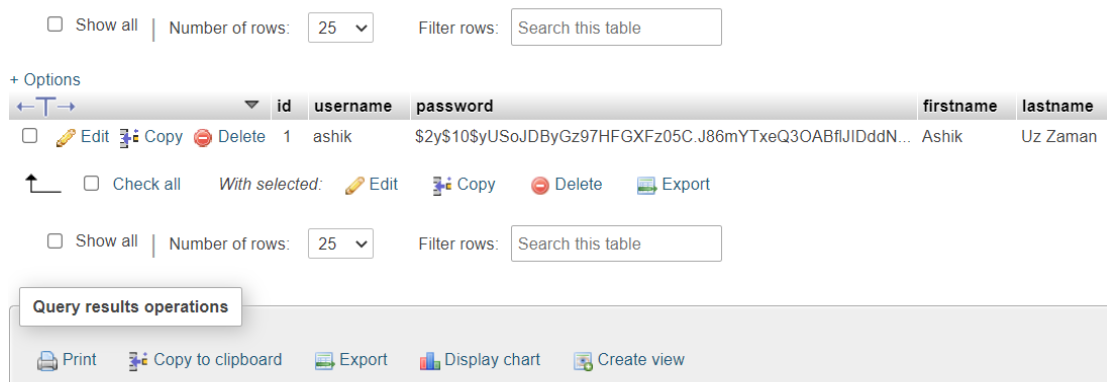 Show all | Number of rows: 25 Filter rows: Search this table
+ Options
←T→ id username password firstname lastname
Edit Copy Delete 1 ashik $2y$10$yUSoJDByGz97HFGXFz05C.J86mYTxeQ3OABflJIDddN... Ashik Uz Zaman
Check all With selected: Edit Copy Delete Export
Show all | Number of rows: 25 Filter rows: Search this table
Query results operations
Print Copy to clipboard Export Display chart Create view